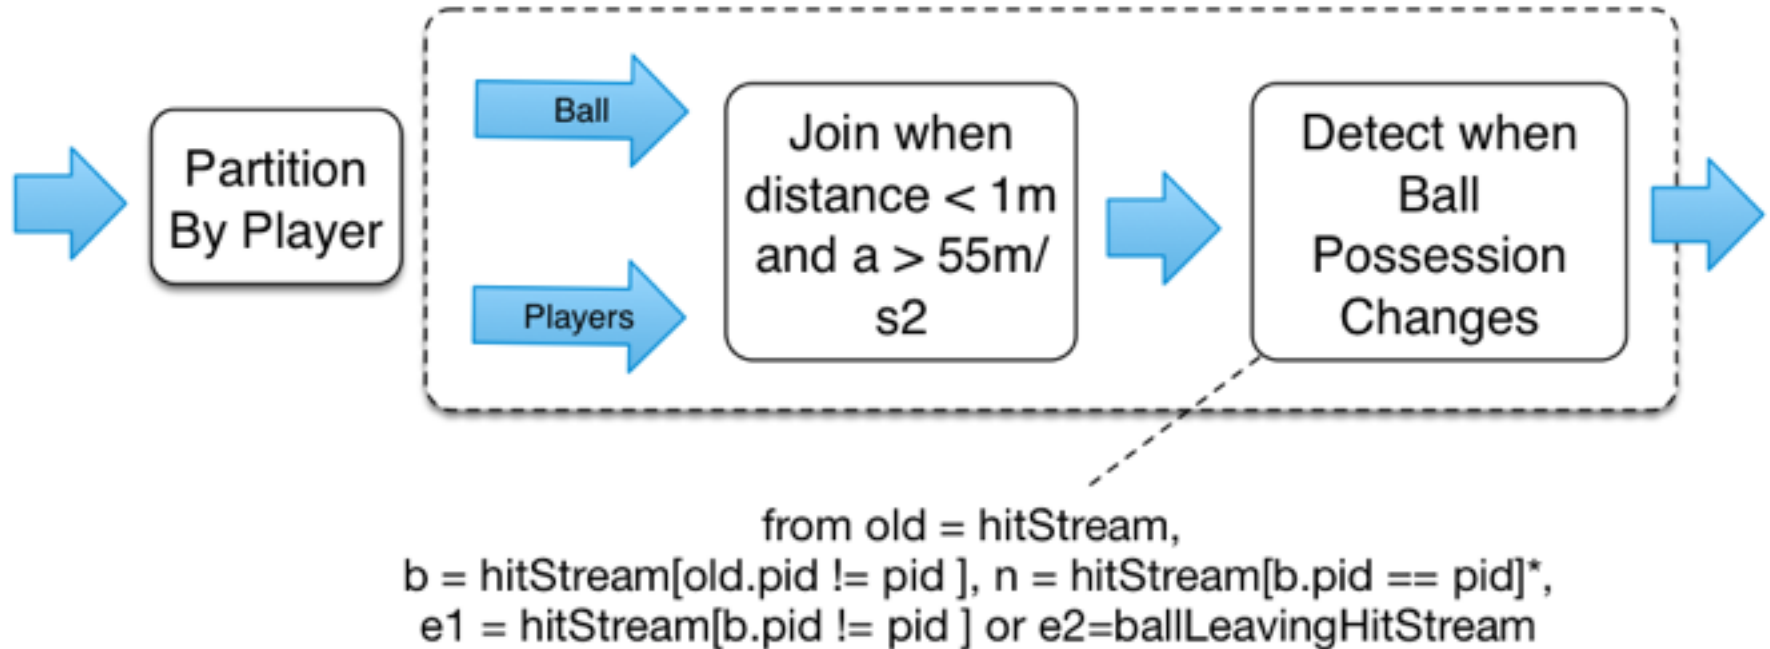 Partition
By Player
Ball
Players
Join when
distance < 1m
and a > 55m/
s2
Detect when
Ball
Possession
Changes
from old = hitStream,
b = hitStream[old.pid != pid ], n = hitStream[b.pid == pid]*,
e1 = hitStream[b.pid != pid ] or e2=ballLeavingHitStream